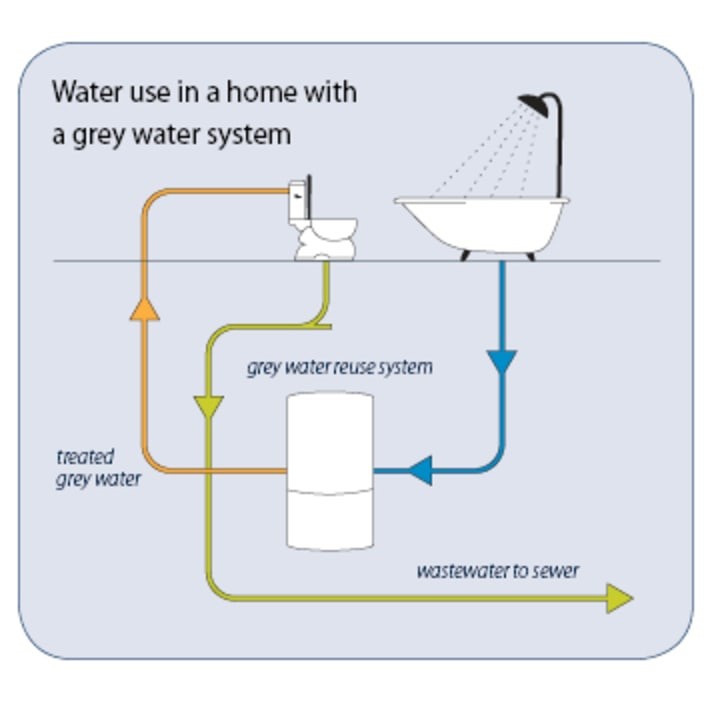 Water use in a home with
a grey water system
grey water reuse system
treated
grey water
wastewater to sewer